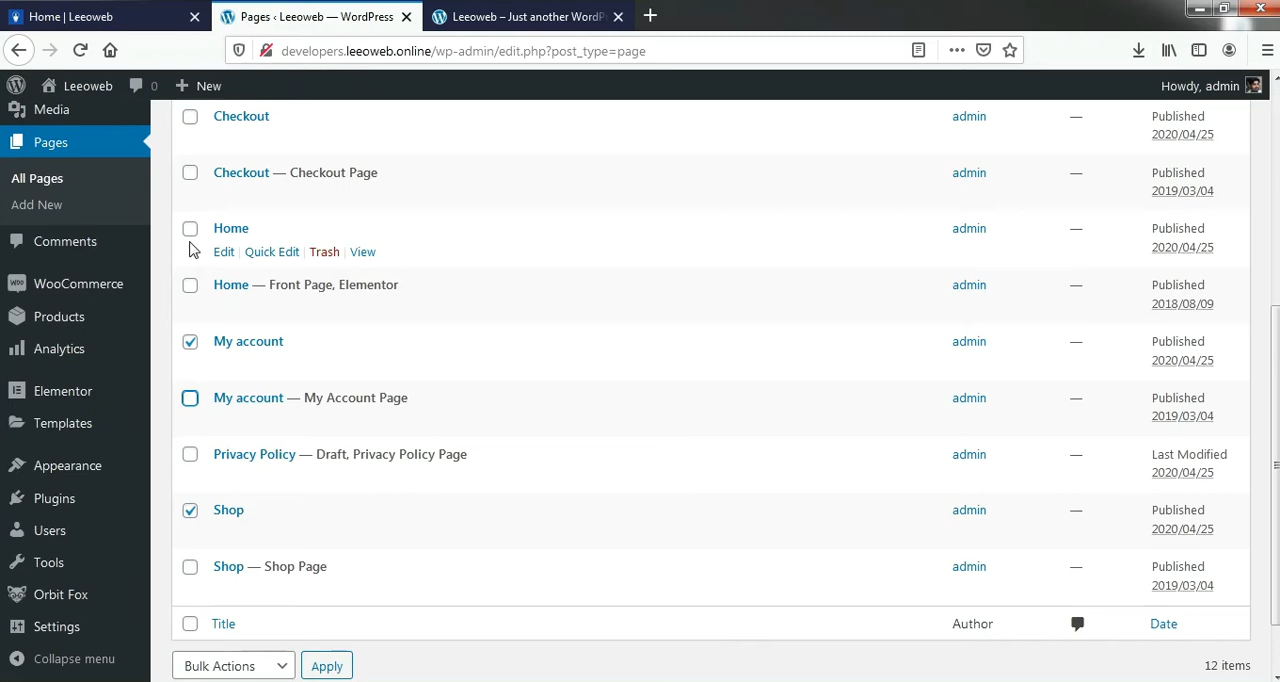 Home | Leeoweb
Pages ‹ Leeoweb — WordPress
Leeoweb – Just another WordP
developers.leeoweb.online/wp-admin/edit.php?post_type=page
Leeoweb 0 New Howdy, admin
Media
Pages
All Pages
Add New
Comments
WooCommerce
Products
Analytics
Elementor
Templates
Appearance
Plugins
Users
Tools
Orbit Fox
Settings
Collapse menu
Checkout admin — Published
2020/04/25
Checkout — Checkout Page admin — Published
2019/03/04
Home admin — Published
Edit | Quick Edit | Trash | View 2020/04/25
Home — Front Page, Elementor admin — Published
2018/08/09
My account admin — Published
2020/04/25
My account — My Account Page admin — Published
2019/03/04
Privacy Policy — Draft, Privacy Policy Page admin — Last Modified
2020/04/25
Shop admin — Published
2020/04/25
Shop — Shop Page admin — Published
2019/03/04
Title Author Date
Bulk Actions Apply 12 items